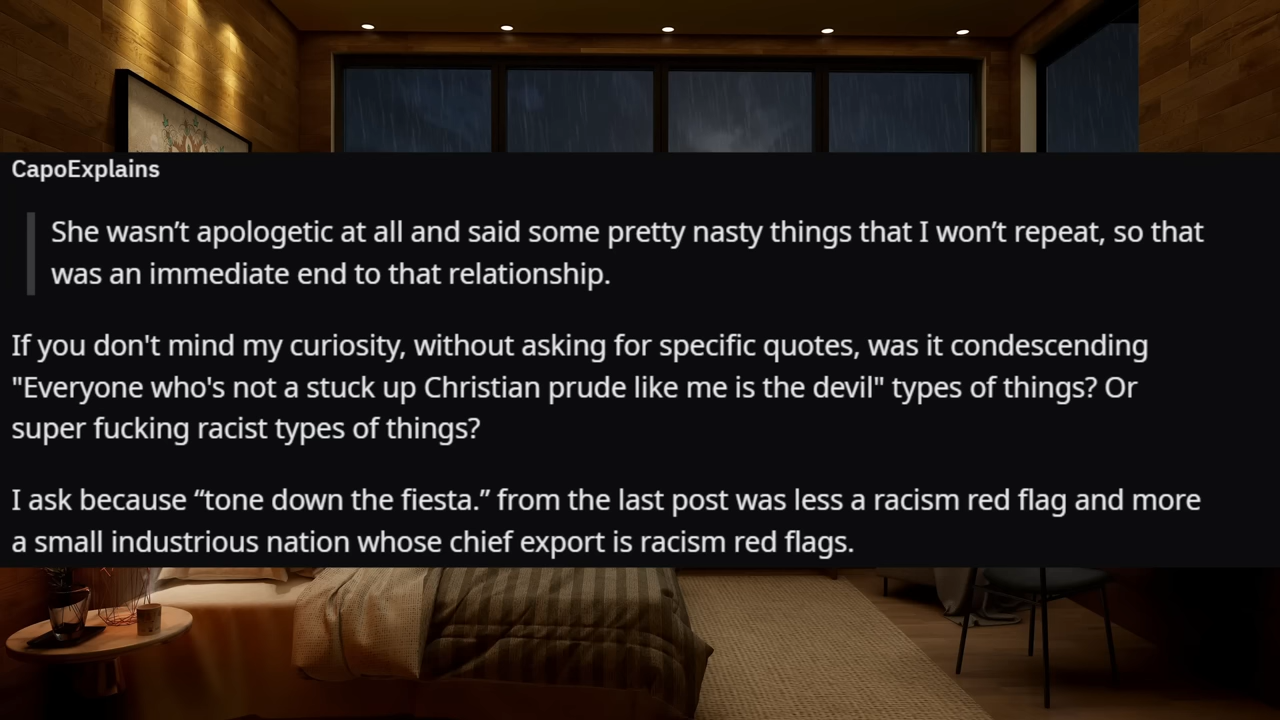 CapoExplains
She wasn’t apologetic at all and said some pretty nasty things that I won’t repeat, so that
was an immediate end to that relationship.
If you don't mind my curiosity, without asking for specific quotes, was it condescending
"Everyone who's not a stuck up Christian prude like me is the devil" types of things? Or
super fucking racist types of things?
I ask because “tone down the fiesta.” from the last post was less a racism red flag and more
a small industrious nation whose chief export is racism red flags.